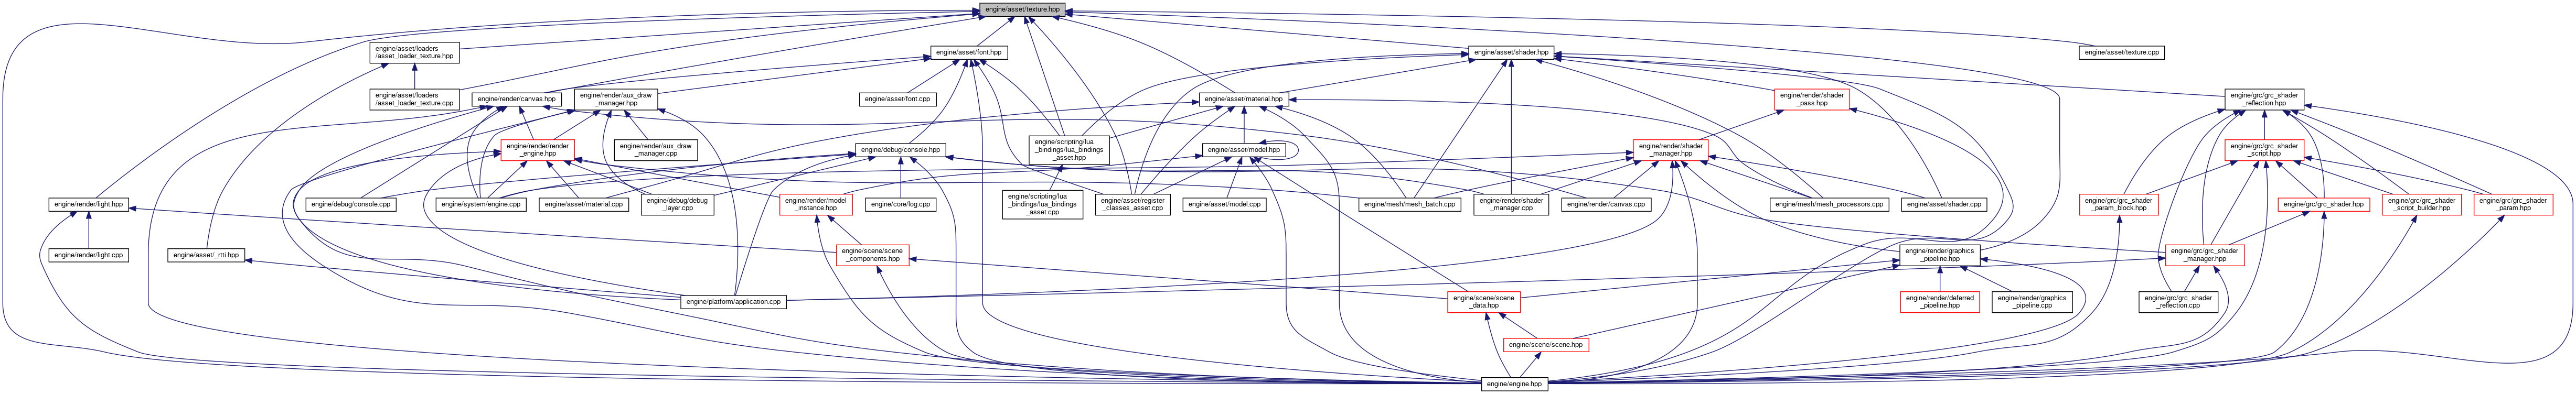 engine/asset/texture.hpp
engine/asset/loaders
/asset_loader_texture.hpp
engine/asset/font.hpp
engine/asset/shader.hpp
engine/asset/texture.cpp
engine/asset/loaders
/asset_loader_texture.cpp
engine/render/canvas.hpp
engine/render/aux_draw
_manager.hpp
engine/asset/font.cpp
engine/asset/material.hpp
engine/render/shader
_pass.hpp
engine/grc/grc_shader
_reflection.hpp
engine/render/render
_engine.hpp
engine/render/aux_draw
_manager.cpp
engine/debug/console.hpp
engine/scripting/lua
_bindings/lua_bindings
_asset.hpp
engine/asset/model.hpp
engine/render/shader
_manager.hpp
engine/grc/grc_shader
_script.hpp
engine/render/light.hpp
engine/debug/console.cpp
engine/system/engine.cpp
engine/asset/material.cpp
engine/debug/debug
_layer.cpp
engine/render/model
_instance.hpp
engine/core/log.cpp
engine/scripting/lua
_bindings/lua_bindings
_asset.cpp
engine/asset/register
_classes_asset.cpp
engine/asset/model.cpp
engine/mesh/mesh_batch.cpp
engine/render/shader
_manager.cpp
engine/render/canvas.cpp
engine/mesh/mesh_processors.cpp
engine/asset/shader.cpp
engine/grc/grc_shader
_param_block.hpp
engine/grc/grc_shader.hpp
engine/grc/grc_shader
_script_builder.hpp
engine/grc/grc_shader
_param.hpp
engine/render/light.cpp
engine/asset/_rtti.hpp
engine/scene/scene
_components.hpp
engine/render/graphics
_pipeline.hpp
engine/grc/grc_shader
_manager.hpp
engine/platform/application.cpp
engine/scene/scene
_data.hpp
engine/render/deferred
_pipeline.hpp
engine/render/graphics
_pipeline.cpp
engine/grc/grc_shader
_reflection.cpp
engine/scene/scene.hpp
engine/engine.hpp